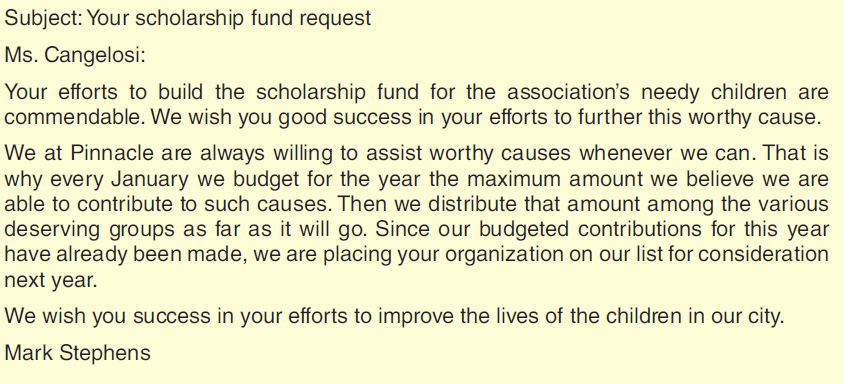 Subject: Your scholarship fund request
Ms. Cangelosi:
Your efforts to build the scholarship fund for the association's needy children are
commendable. We wish you good success in your efforts to further this worthy cause.
We at Pinnacle are always willing to assist worthy causes whenever we can. That is
why every January we budget for the year the maximum amount we believe we are
able to contribute to such causes. Then we distribute that amount among the various
deserving groups as far as it will go. Since our budgeted contributions for this year
have already been made, we are placing your organization on our list for consideration
next year.
We wish you success in your efforts to improve the lives of the children in our city.
Mark Stephens